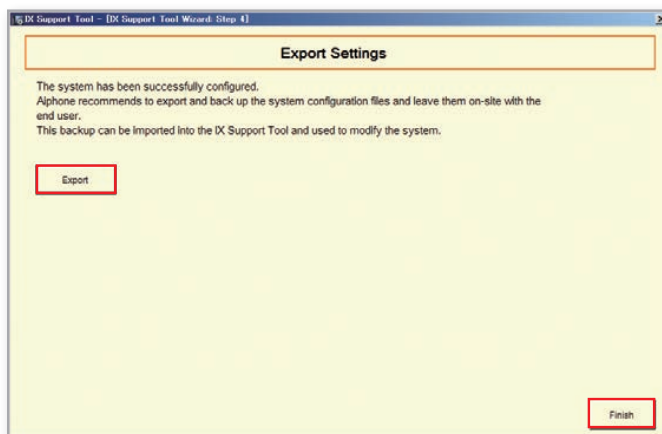 IX Support Tool - [IX Support Tool Wizard: Step 4]
Export Settings
The system has been successfully configured.
Aiphone recommends to export and back up the system configuration files and leave them on-site with the
end user.
This backup can be imported into the IX Support Tool and used to modify the system.
Export
Finish